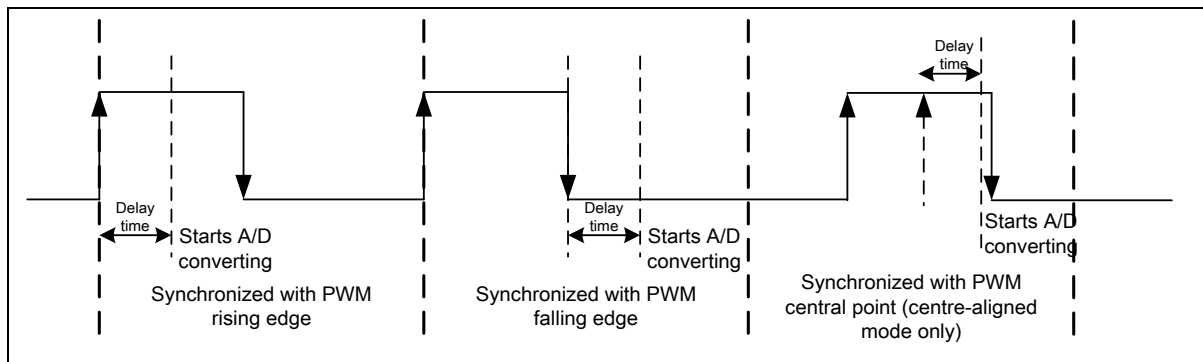 Delay
time
Starts A/D
converting
Synchronized with PWM
rising edge
Delay
time
Starts A/D
converting
Synchronized with PWM
falling edge
Delay
time
Starts A/D
converting
Synchronized with PWM
central point (centre-aligned
mode only)